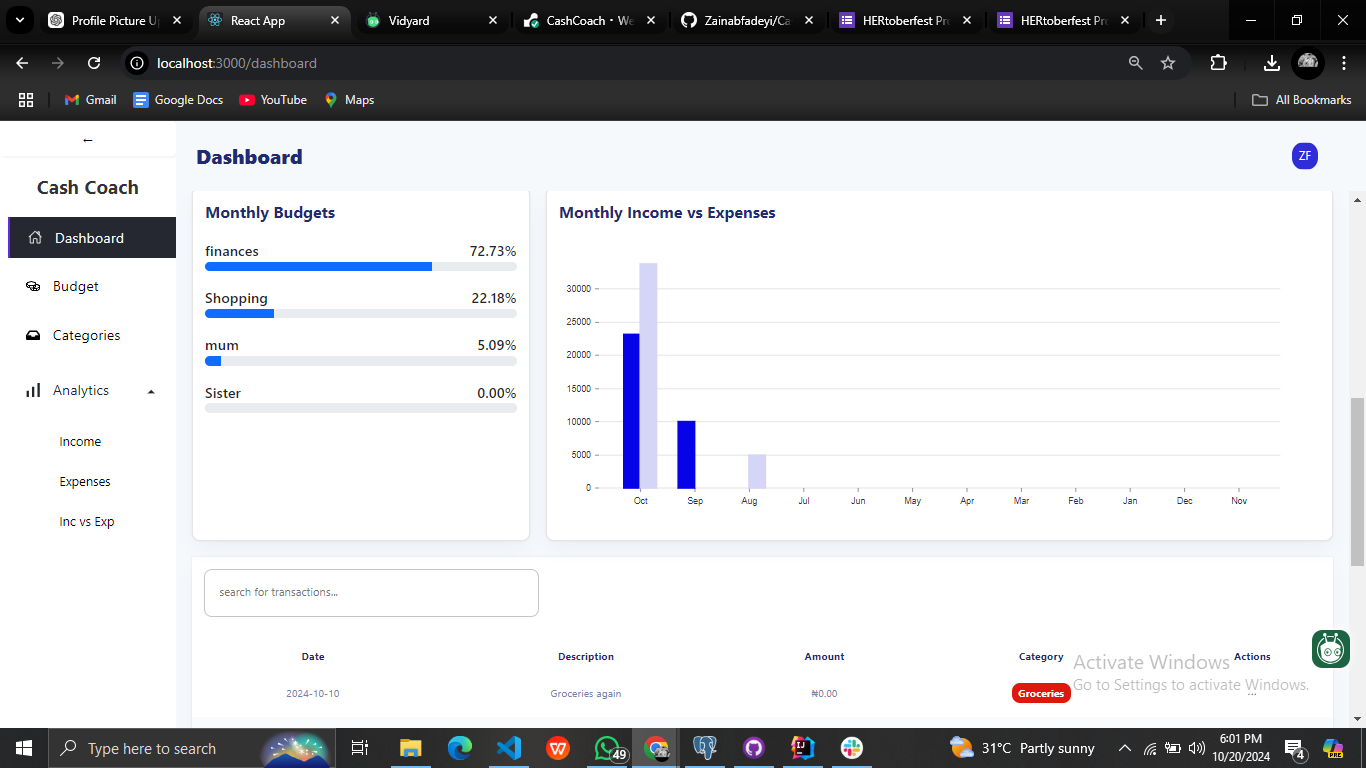 Profile Picture U
React App
Vidyard
CashCoach · We
Zainabfadeyi/Ca
HERtoberfest Pr
HERtoberfest Pr
localhost:3000/dashboard
Gmail
Google Docs
YouTube
Maps
All Bookmarks
←
Dashboard
ZF
Cash Coach
Dashboard
Budget
Categories
Analytics
Income
Expenses
Inc vs Exp
Monthly Budgets
finances 72.73%
Shopping 22.18%
mum 5.09%
Sister 0.00%
Monthly Income vs Expenses
30000
25000
20000
15000
10000
5000
0
Oct Sep Aug Jul Jun May Apr Mar Feb Jan Dec Nov
search for transactions...
Date Description Amount Category Actions
2024-10-10 Groceries again ₦0.00 Groceries ...
Activate Windows
Go to Settings to activate Windows.
Type here to search
49
31°C Partly sunny
6:01 PM
10/20/2024
4
PRE